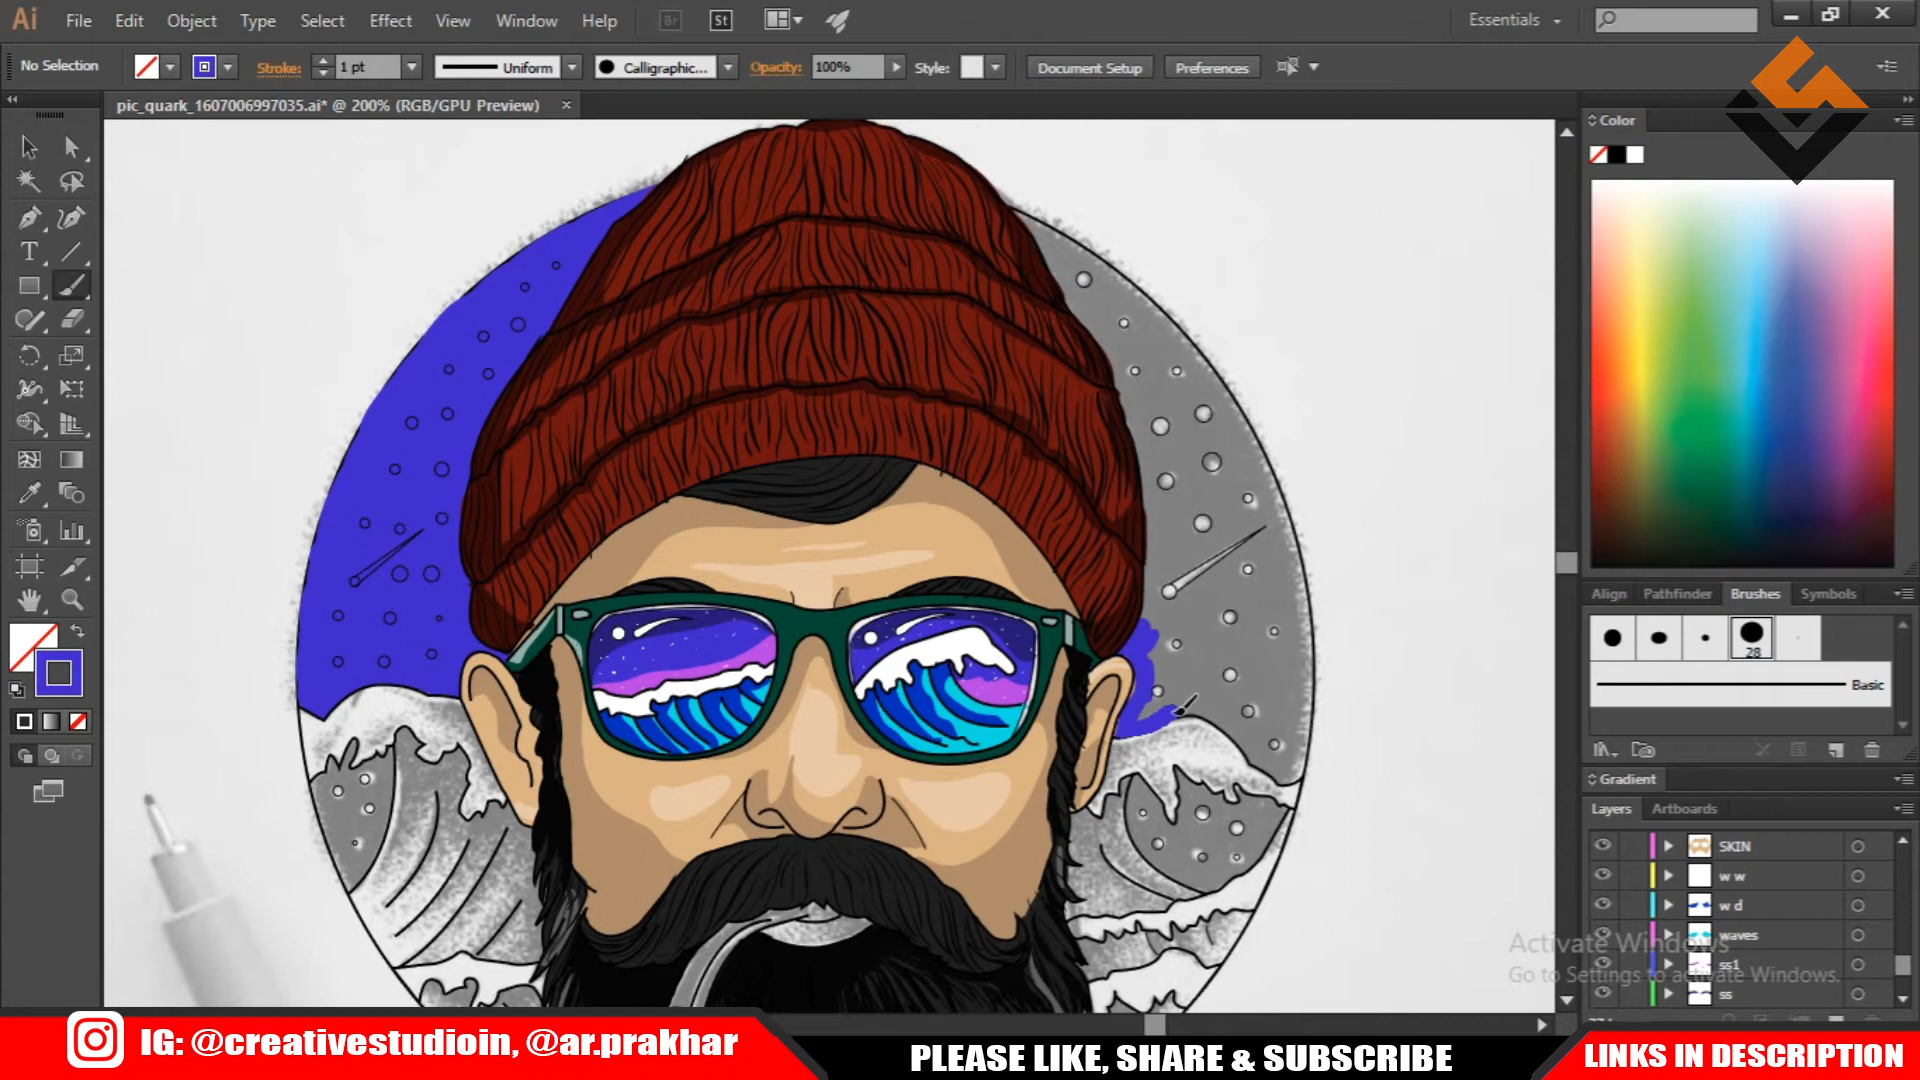 Ai File Edit Object Type Select Effect View Window Help Br St Essentials
No Selection Stroke: 1 pt Uniform Calligraphic... Opacity: 100% Style: Document Setup Preferences
pic_quark_1607006997035.ai* @ 200% (RGB/GPU Preview)
Color
Align Pathfinder Brushes Symbols
28
Basic
Gradient
Layers Artboards
SKIN
w w
w d
waves
ss1
ss
Activate Windows
Go to Settings to activate Windows.
IG: @creativestudioin, @ar.prakhar
PLEASE LIKE, SHARE & SUBSCRIBE
LINKS IN DESCRIPTION